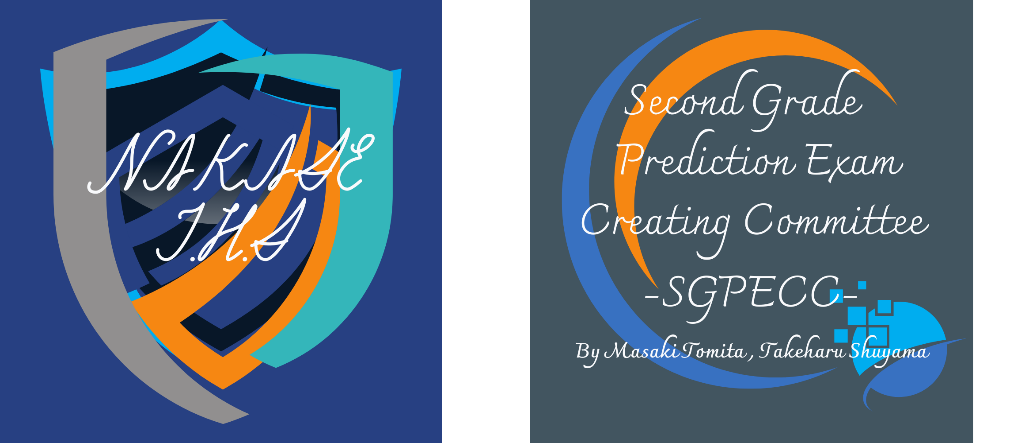 NAKASE
J.H.S
Second Grade
Prediction Exam
Creating Committee
-SGPECC-
By Masaki Tomita, Takeharu Shuyama